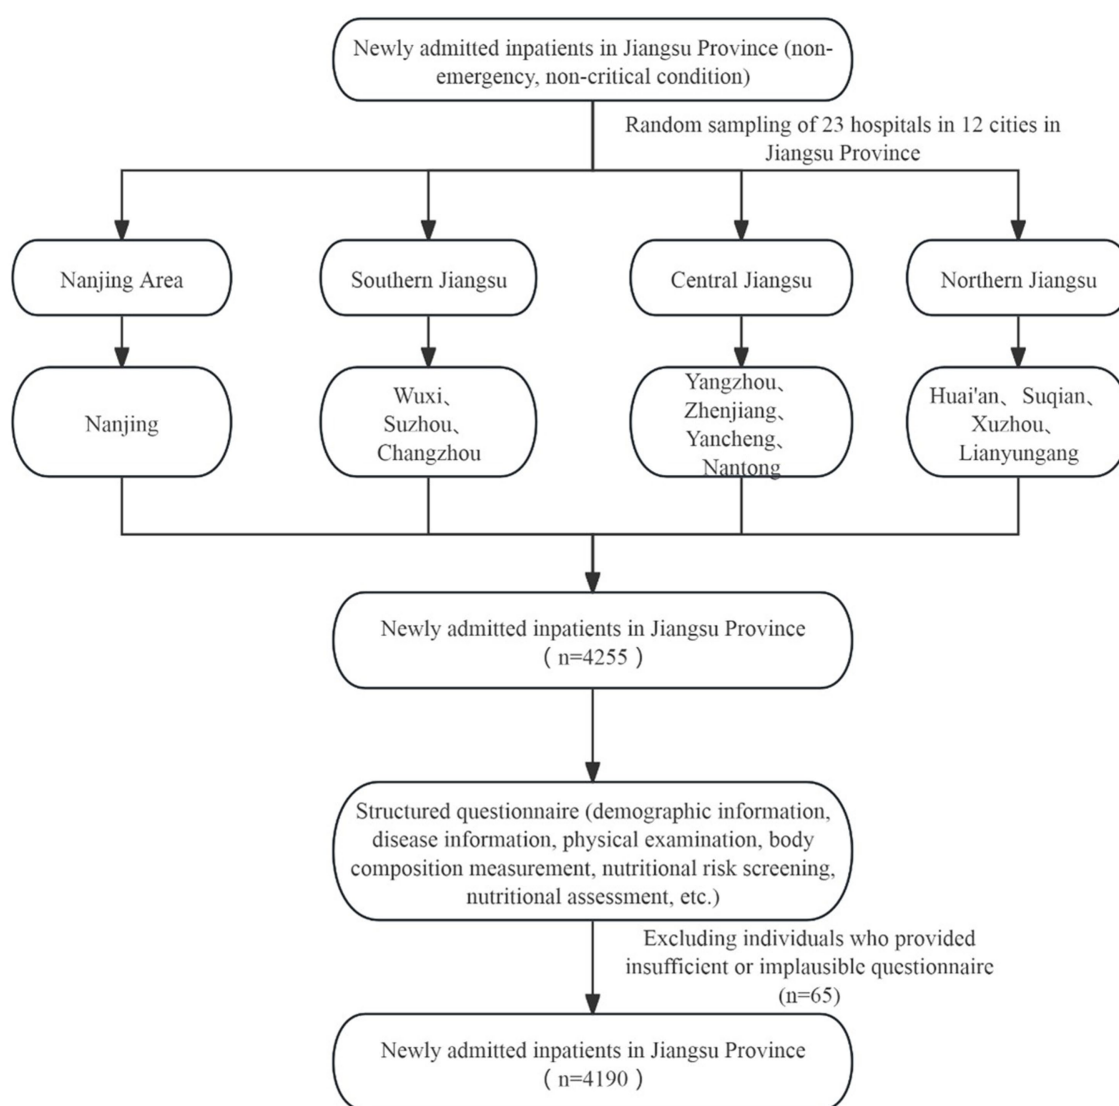 Newly admitted inpatients in Jiangsu Province (non-
emergency, non-critical condition)
Random sampling of 23 hospitals in 12 cities in
Jiangsu Province
Nanjing Area
Southern Jiangsu
Central Jiangsu
Northern Jiangsu
Nanjing
Wuxi、
Suzhou、
Changzhou
Yangzhou、
Zhenjiang、
Yancheng、
Nantong
Huai'an、Suqian、
Xuzhou、
Lianyungang
Newly admitted inpatients in Jiangsu Province
（n=4255）
Structured questionnaire (demographic information,
disease information, physical examination, body
composition measurement, nutritional risk screening,
nutritional assessment, etc.)
Excluding individuals who provided
insufficient or implausible questionnaire
(n=65)
Newly admitted inpatients in Jiangsu Province
（n=4190）